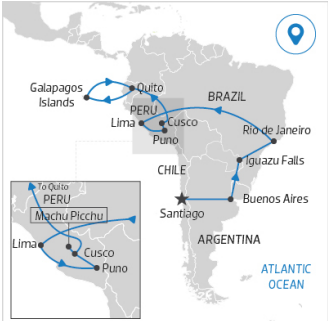 Galapagos
Islands
Quito
BRAZIL
PERU
Lima
Cusco
Puno
Rio de Janeiro
Iguazu Falls
CHILE
Santiago
Buenos Aires
ARGENTINA
ATLANTIC
OCEAN
To Quito
PERU
Machu Picchu
Lima
Cusco
Puno